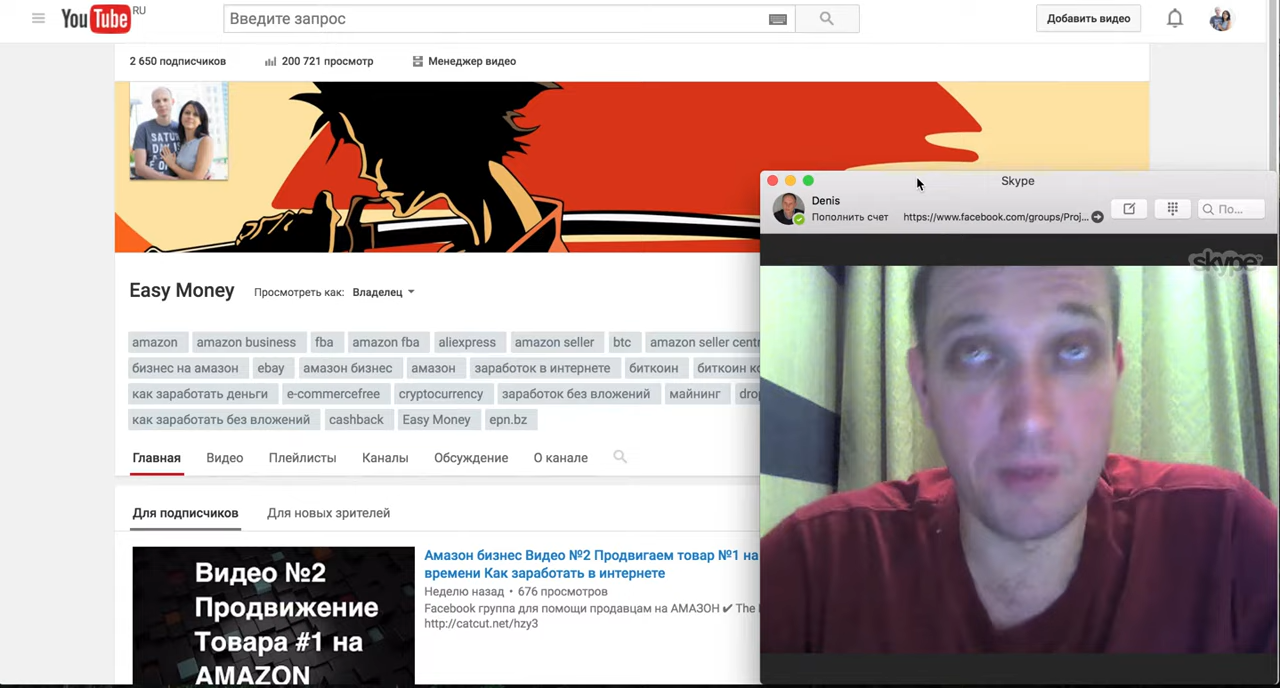 YouTube RU
Введите запрос
Добавить видео
2 650 подписчиков
200 721 просмотр
Менеджер видео
SATUR
DAY IS
Easy Money
Просмотреть как: Владелец
amazon
amazon business
fba
amazon fba
aliexpress
amazon seller
btc
amazon seller centr
бизнес на амазон
ebay
амазон бизнес
амазон
заработок в интернете
биткоин
биткоин ко
как заработать деньги
e-commercefree
cryptocurrency
заработок без вложений
майнинг
drop
как заработать без вложений
cashback
Easy Money
epn.bz
Главная
Видео
Плейлисты
Каналы
Обсуждение
О канале
Для подписчиков
Для новых зрителей
Видео №2
Продвижение
Товара #1 на
AMAZON
Амазон бизнес Видео №2 Продвигаем товар №1 на
времени Как заработать в интернете
Неделю назад • 676 просмотров
Facebook группа для помощи продавцам на АМАЗОН ✔ The
http://catcut.net/hzy3
Skype
Denis
Пополнить счет
https://www.facebook.com/groups/Proj...
По...
skype